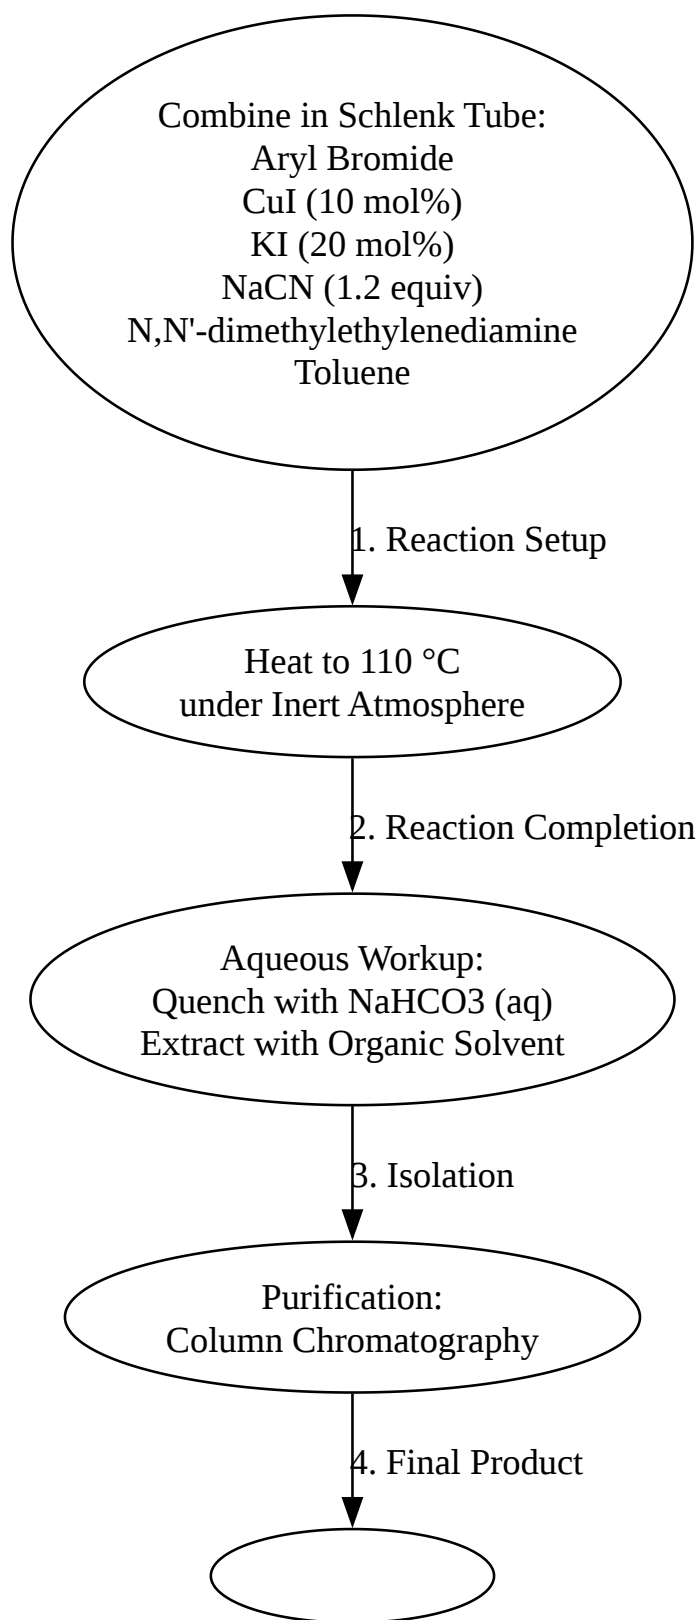 Combine in Schlenk Tube:
Aryl Bromide
CuI (10 mol%)
KI (20 mol%)
NaCN (1.2 equiv)
N,N'-dimethylethylenediamine
Toluene
1. Reaction Setup
Heat to 110 °C
under Inert Atmosphere
2. Reaction Completion
Aqueous Workup:
Quench with NaHCO3 (aq)
Extract with Organic Solvent
3. Isolation
Purification:
Column Chromatography
4. Final Product